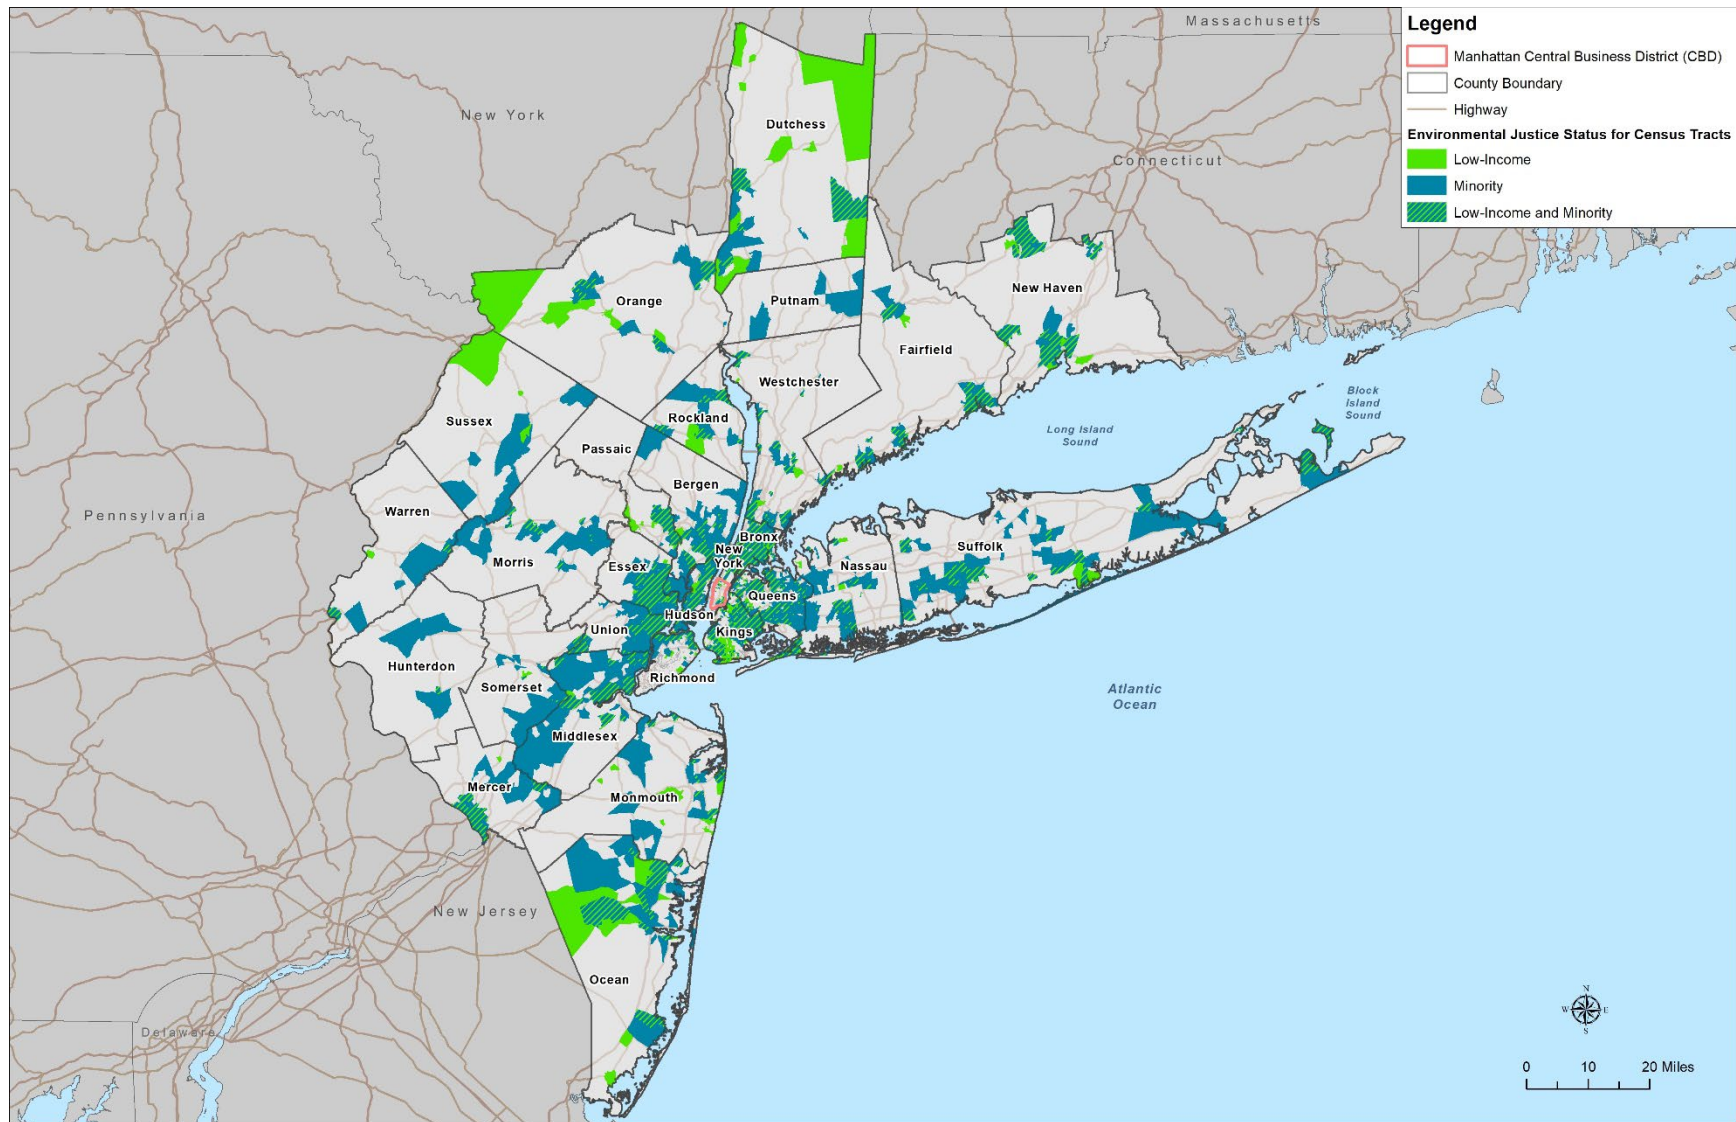 Massachusetts
Legend
Manhattan Central Business District (CBD)
County Boundary
Highway
Environmental Justice Status for Census Tracts
Low-Income
Minority
Low-Income and Minority
New York
Dutchess
Connecticut
Orange
Putnam
New Haven
Fairfield
Westchester
Block
Island
Sound
Sussex
Rockland
Long Island
Sound
Passaic
Bergen
Warren
Pennsylvania
Bronx
New
York
Suffolk
Morris
Essex
Nassau
Queens
Hudson
Union
Kings
Hunterdon
Richmond
Somerset
Atlantic
Ocean
Middlesex
Mercer
Monmouth
New Jersey
Ocean
N
W E
S
Delaware
0 10 20 Miles